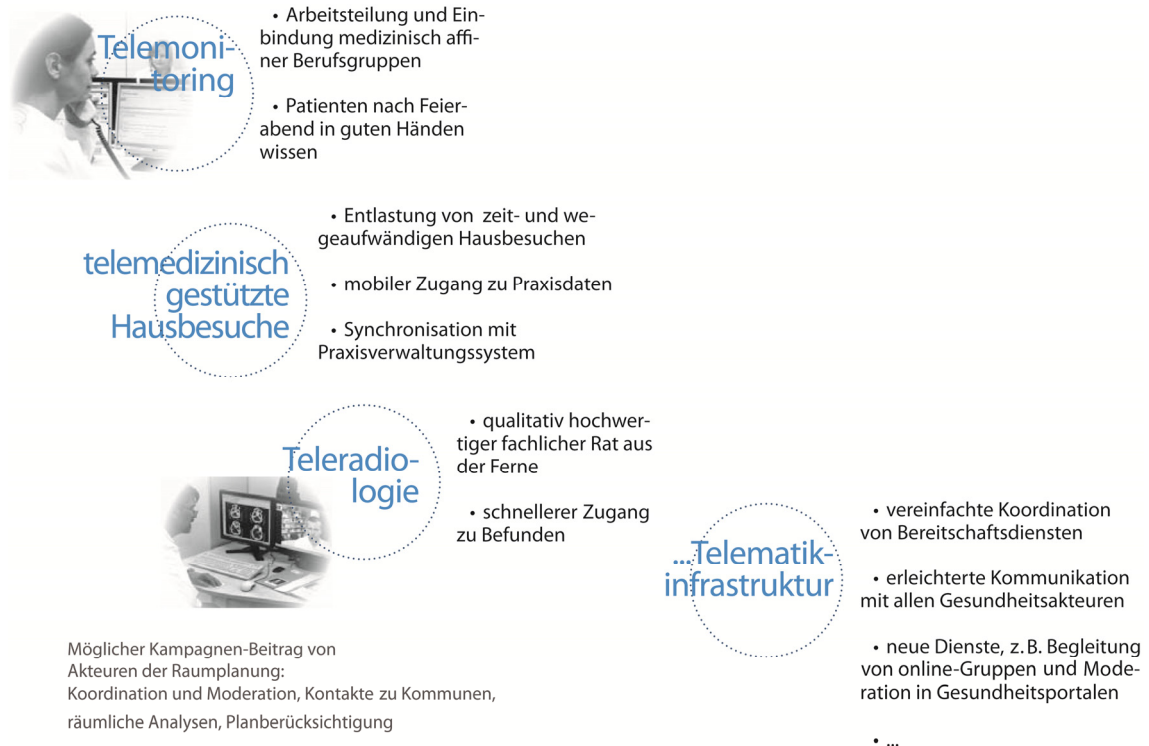 Telemoni-
toring
• Arbeitsteilung und Ein-
bindung medizinisch affi-
ner Berufsgruppen
• Patienten nach Feier-
abend in guten Händen
wissen
telemedizinisch
gestützte
Hausbesuche
• Entlastung von zeit- und we-
geaufwändigen Hausbesuchen
• mobiler Zugang zu Praxisdaten
• Synchronisation mit
Praxisverwaltungssystem
Teleradio-
logie
• qualitativ hochwer-
tiger fachlicher Rat aus
der Ferne
• schnellerer Zugang
zu Befunden
...Telematik-
infrastruktur
• vereinfachte Koordination
von Bereitschaftsdiensten
• erleichterte Kommunikation
mit allen Gesundheitsakteuren
• neue Dienste, z. B. Begleitung
von online-Gruppen und Mode-
ration in Gesundheitsportalen
• ...
Möglicher Kampagnen-Beitrag von
Akteuren der Raumplanung:
Koordination und Moderation, Kontakte zu Kommunen,
räumliche Analysen, Planberücksichtigung